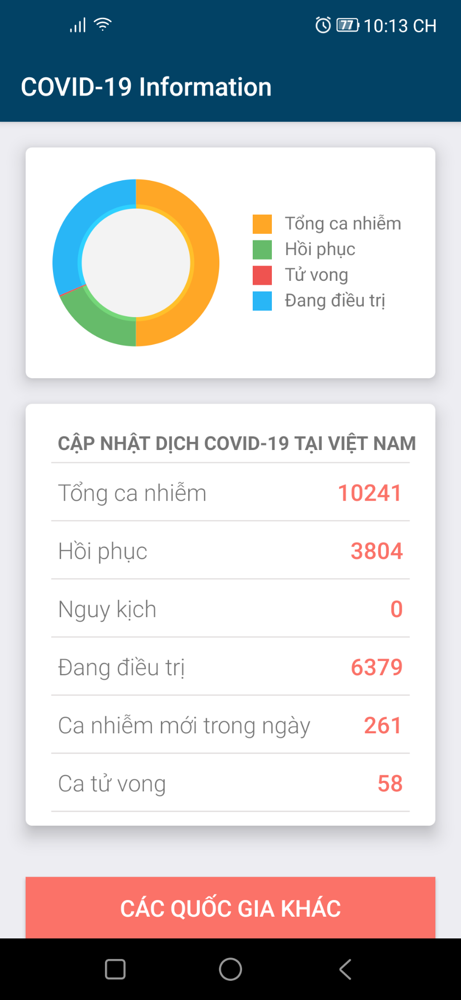 77 10:13 CH
COVID-19 Information
Tổng ca nhiễm
Hồi phục
Tử vong
Đang điều trị
CẬP NHẬT DỊCH COVID-19 TẠI VIỆT NAM
Tổng ca nhiễm 10241
Hồi phục 3804
Nguy kịch 0
Đang điều trị 6379
Ca nhiễm mới trong ngày 261
Ca tử vong 58
CÁC QUỐC GIA KHÁC